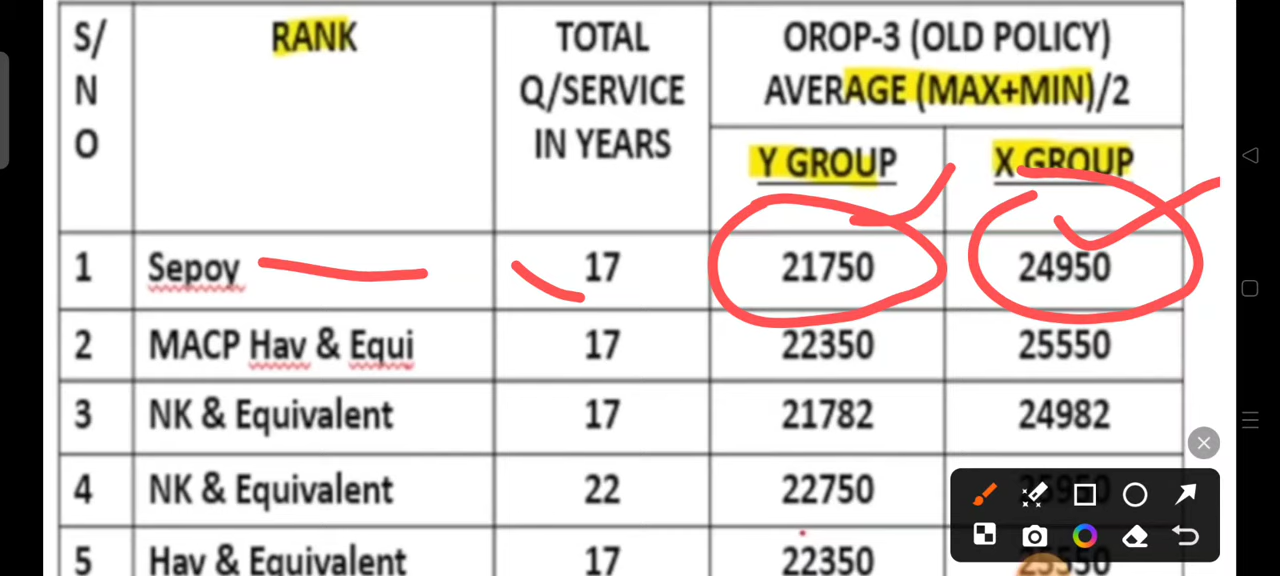 S/ N O RANK TOTAL Q/SERVICE IN YEARS OROP-3 (OLD POLICY) AVERAGE (MAX+MIN)/2
Y GROUP X GROUP
1 Sepoy 17 21750 24950
2 MACP Hav & Equi 17 22350 25550
3 NK & Equivalent 17 21782 24982
4 NK & Equivalent 22 22750
5 Hav & Equivalent 17 22350